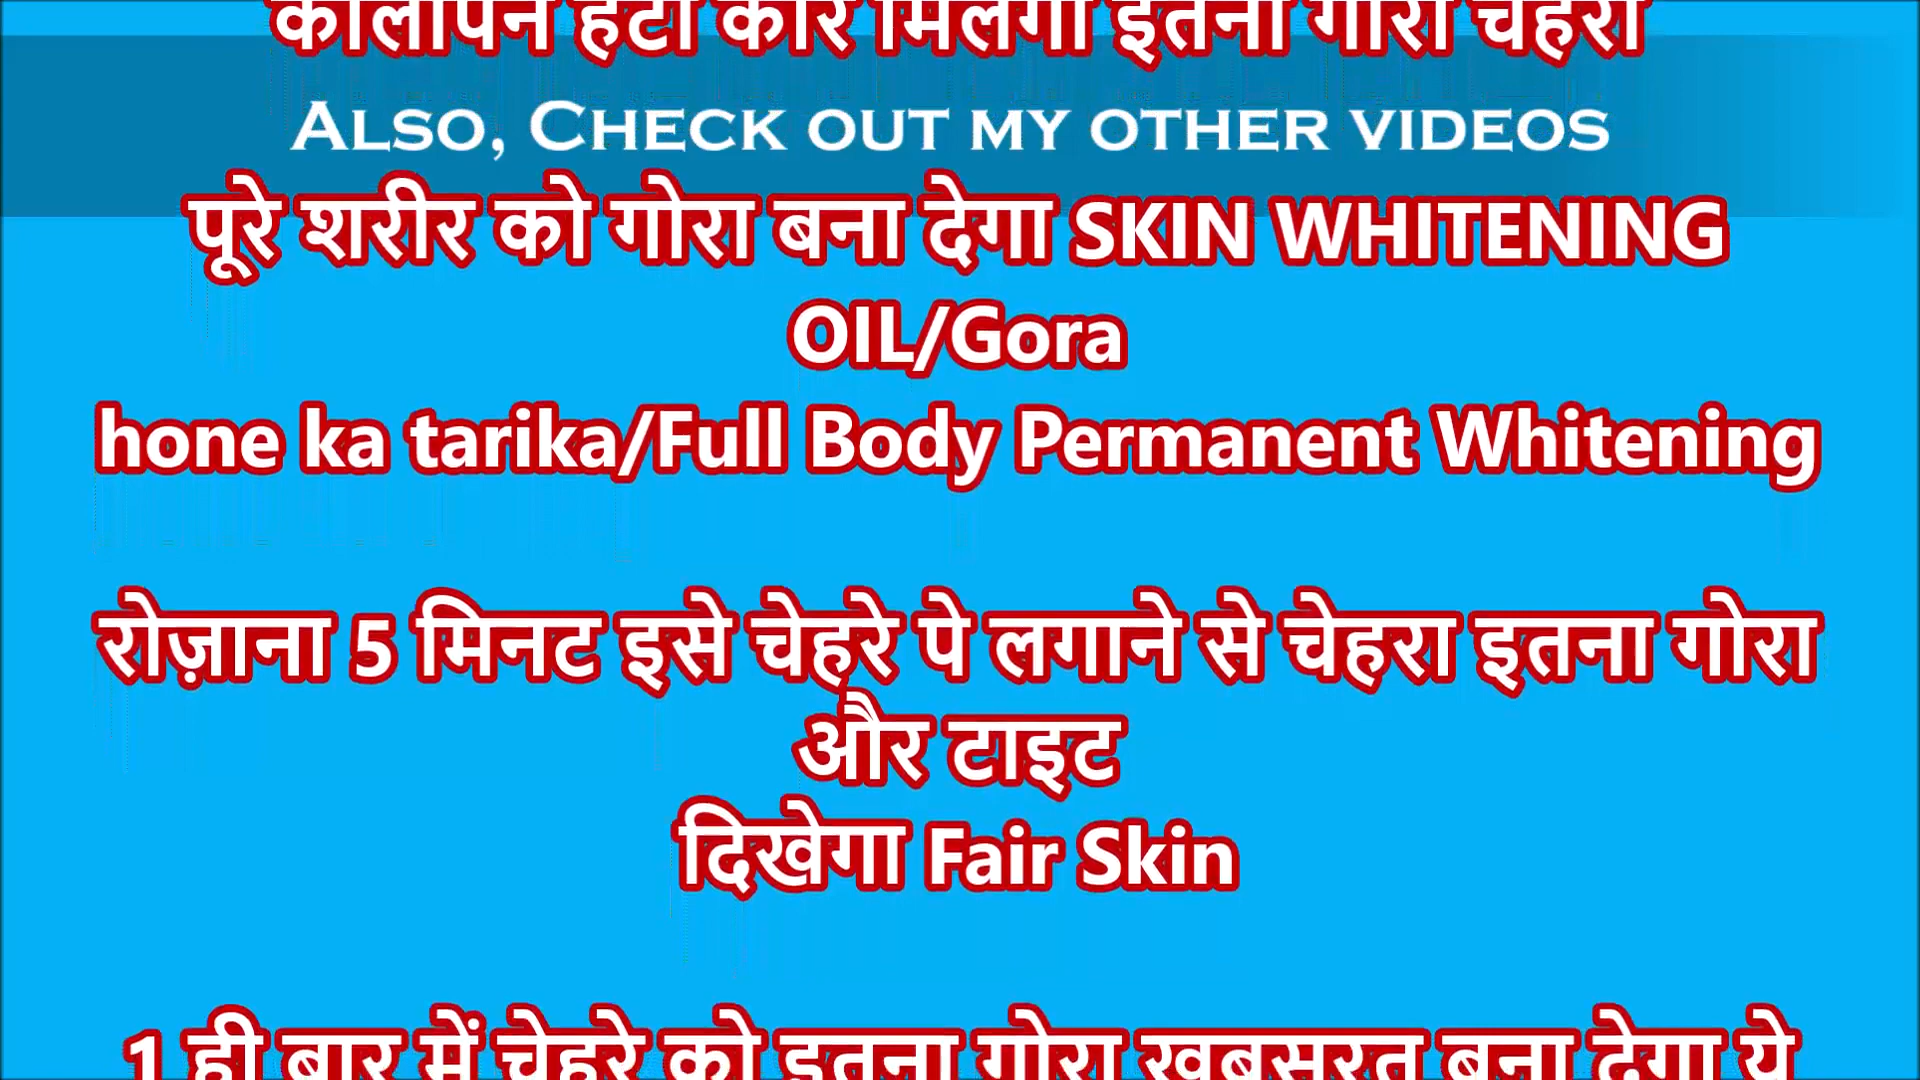 कालापन हटा कार मिलेगा इतना गोरा चेहरा
ALSO, CHECK OUT MY OTHER VIDEOS
पूरे शरीर को गोरा बना देगा SKIN WHITENING
OIL/Gora
hone ka tarika/Full Body Permanent Whitening
रोज़ाना 5 मिनट इसे चेहरे पे लगाने से चेहरा इतना गोरा
और टाइट
दिखेगा Fair Skin
1 ही बार में चेहरे को इतना गोरा खूबसूरत बना देगा ये